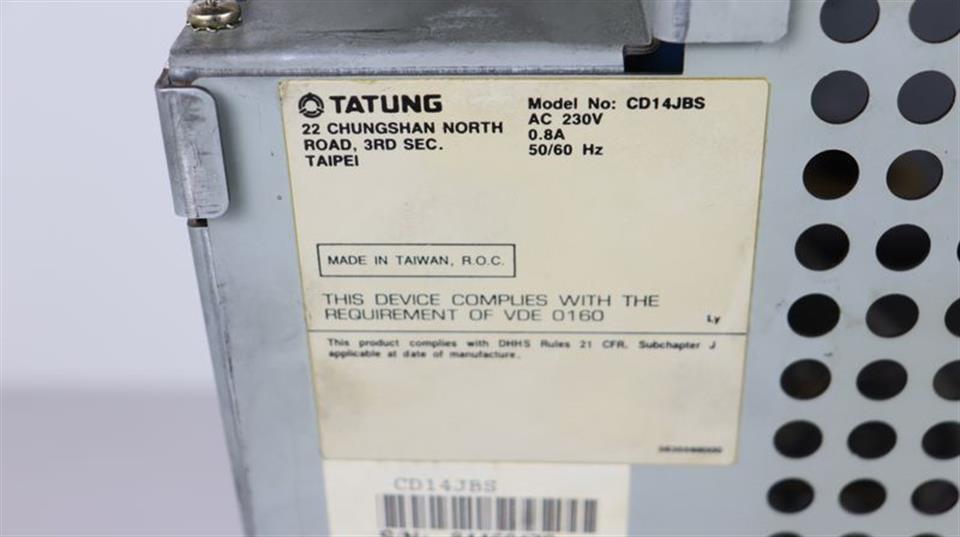 TATUNG
22 CHUNGSHAN NORTH
ROAD, 3RD SEC.
TAIPEI
Model No: CD14JBS
AC 230V
0.8A
50/60 Hz
MADE IN TAIWAN, R.O.C.
THIS DEVICE COMPLIES WITH THE
REQUIREMENT OF VDE 0160
Ly
This product complies with DHHS Rules 21 CFR. Subchapter J
applicable at date of manufacture.
CD14JBS
S/N: